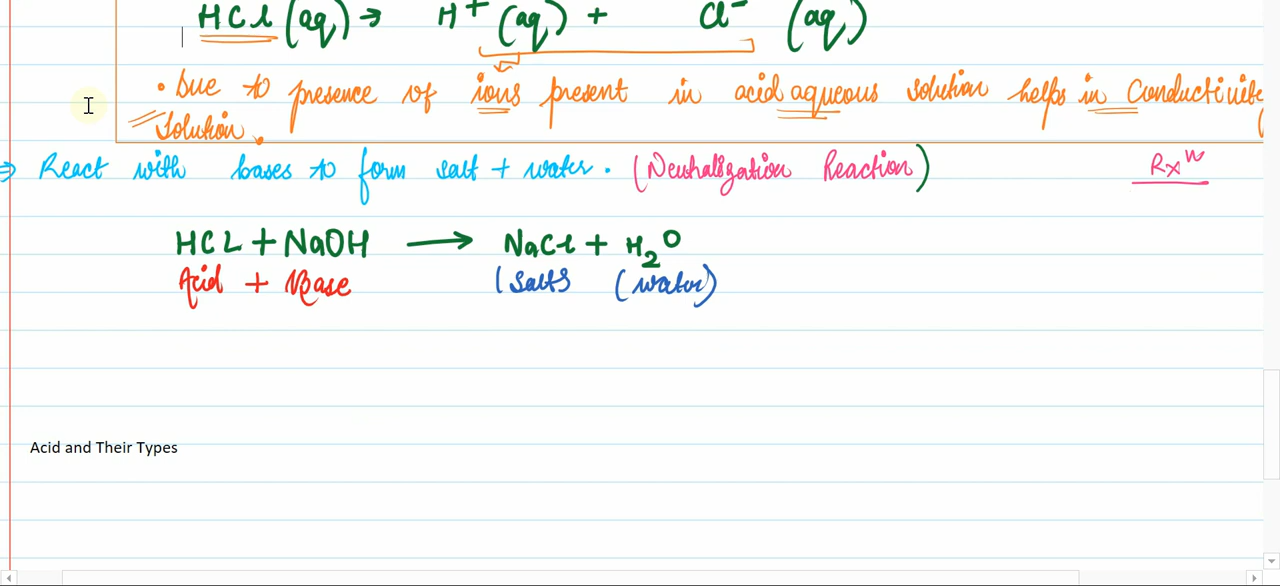 HCl (aq) → H+ (aq) + Cl- (aq)
• Due to presence of ions present in acid aqueous solution helps in
Solution.
⇒ React with bases to form salt + water. (Neutralization Reaction) Rxn
HCL + NaOH ⟶ NaCl + H2O
Acid + Base (Salts (water)
Acid and Their Types